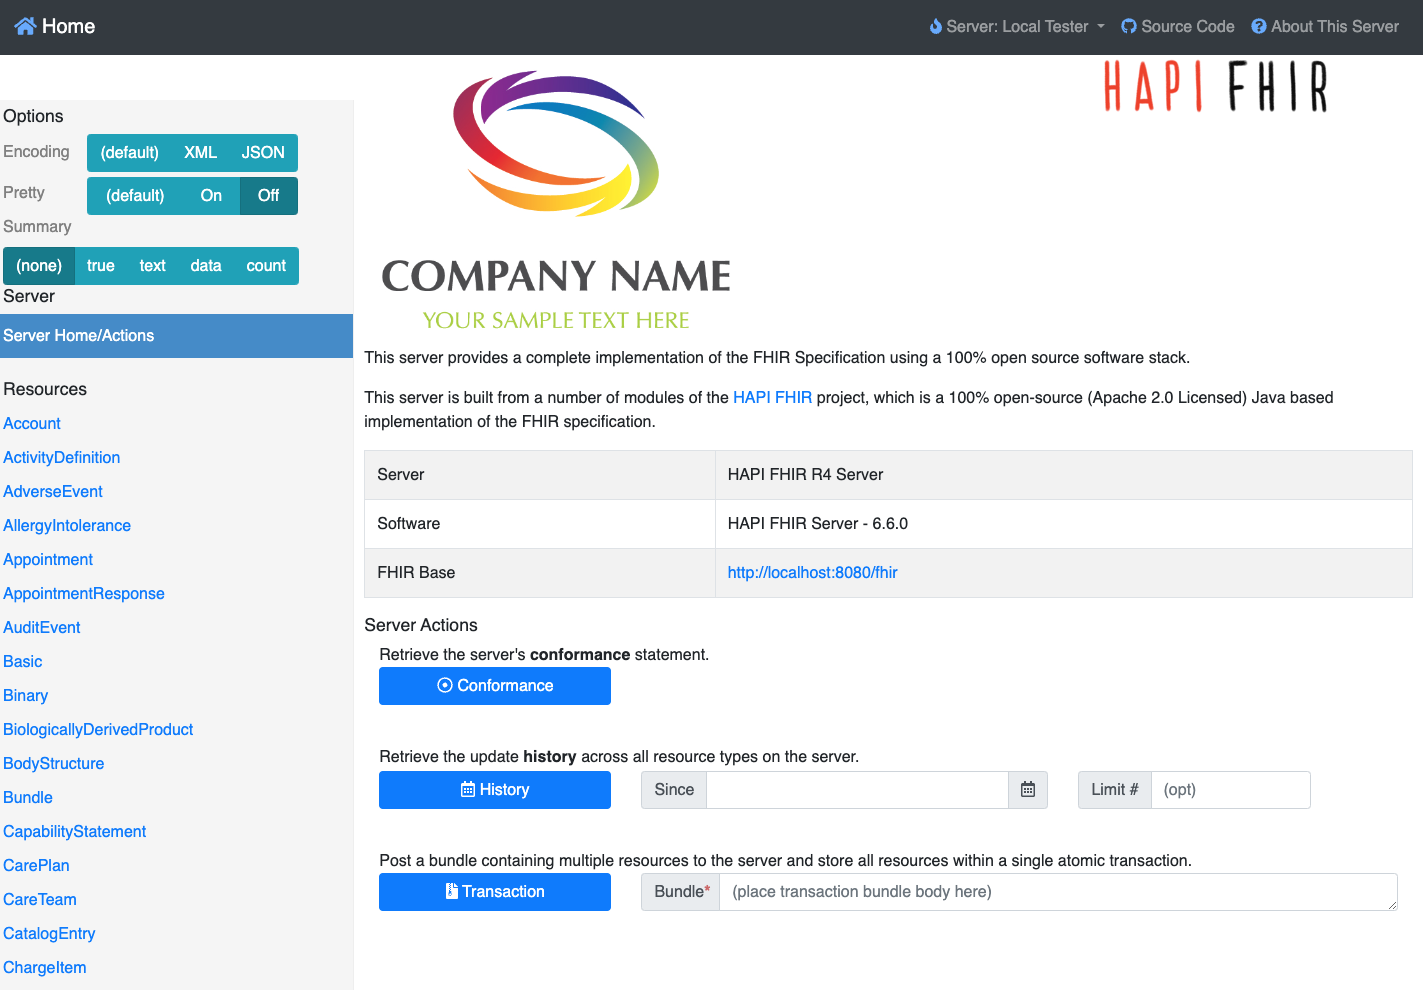 Home
Server: Local Tester
Source Code
About This Server
Options
Encoding (default) XML JSON
Pretty (default) On Off
Summary
(none) true text data count
Server
Server Home/Actions
Resources
Account
ActivityDefinition
AdverseEvent
AllergyIntolerance
Appointment
AppointmentResponse
AuditEvent
Basic
Binary
BiologicallyDerivedProduct
BodyStructure
Bundle
CapabilityStatement
CarePlan
CareTeam
CatalogEntry
ChargeItem
HAPI FHIR
COMPANY NAME
YOUR SAMPLE TEXT HERE
This server provides a complete implementation of the FHIR Specification using a 100% open source software stack.
This server is built from a number of modules of the HAPI FHIR project, which is a 100% open-source (Apache 2.0 Licensed) Java based
implementation of the FHIR specification.
Server HAPI FHIR R4 Server
Software HAPI FHIR Server - 6.6.0
FHIR Base http://localhost:8080/fhir
Server Actions
Retrieve the server's conformance statement.
Conformance
Retrieve the update history across all resource types on the server.
History Since Limit # (opt)
Post a bundle containing multiple resources to the server and store all resources within a single atomic transaction.
Transaction Bundle* (place transaction bundle body here)